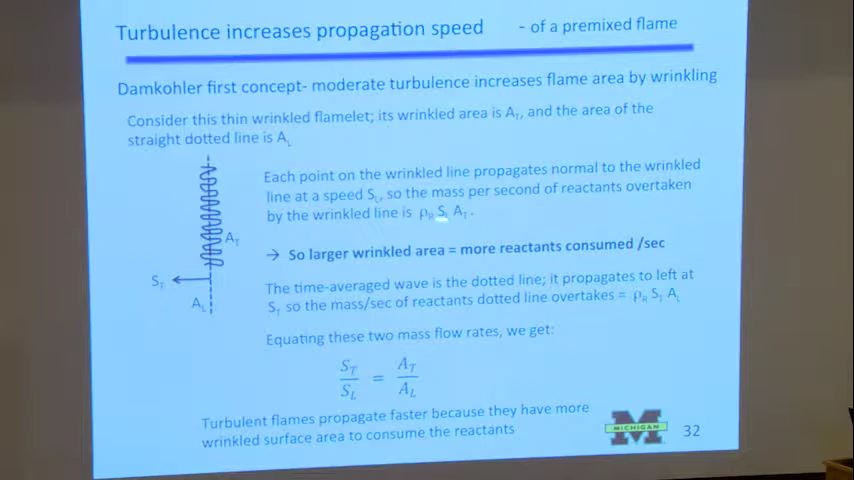 Turbulence increases propagation speed - of a premixed flame
Damkohler first concept- moderate turbulence increases flame area by wrinkling
Consider this thin wrinkled flamelet; its wrinkled area is A_T, and the area of the
straight dotted line is A_L
Each point on the wrinkled line propagates normal to the wrinkled
line at a speed S_L, so the mass per second of reactants overtaken
by the wrinkled line is ρ_R S_L A_T.
A_T
→ So larger wrinkled area = more reactants consumed /sec
S_T
The time-averaged wave is the dotted line; it propagates to left at
S_T so the mass/sec of reactants dotted line overtakes = ρ_R S_T A_L
A_L
Equating these two mass flow rates, we get:
S_T / S_L = A_T / A_L
Turbulent flames propagate faster because they have more
wrinkled surface area to consume the reactants
MICHIGAN
32